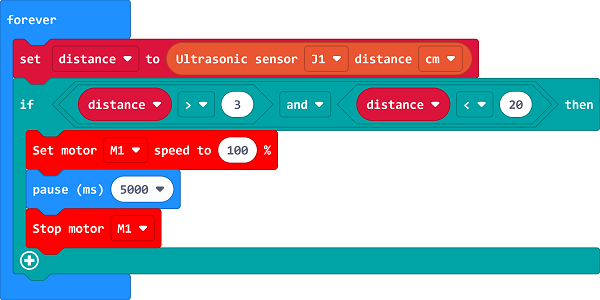 forever
set distance to Ultrasonic sensor J1 distance cm
if distance > 3 and distance < 20 then
Set motor M1 speed to 100 %
pause (ms) 5000
Stop motor M1